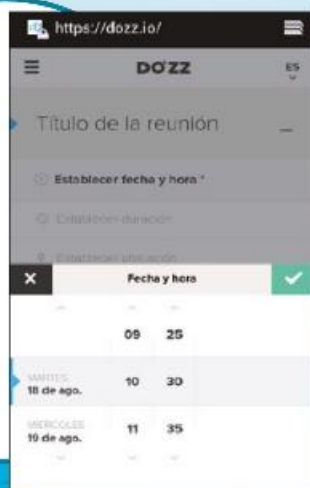 https://dozz.io/
DOZZ
ES
Título de la reunión
Establecer fecha y hora *
Establecer duración
Establecer ubicación
Fecha y hora
09 25
MARTES
18 de ago. 10 30
MIÉRCOLES
19 de ago. 11 35